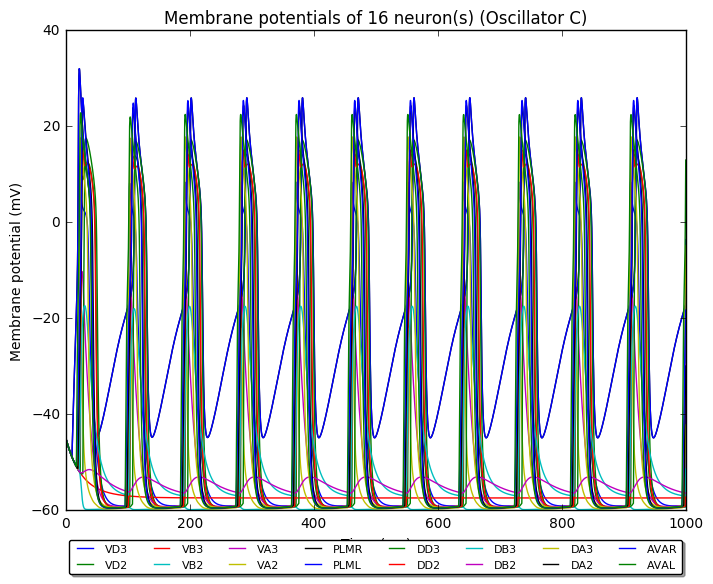 Membrane potentials of 16 neuron(s) (Oscillator C)
40
20
0
−20
−40
−60
Membrane potential (mV)
0 200 400 600 800 1000
VD3 VB3 VA3 PLMR DD3 DB3 DA3 AVAR
VD2 VB2 VA2 PLML DD2 DB2 DA2 AVAL